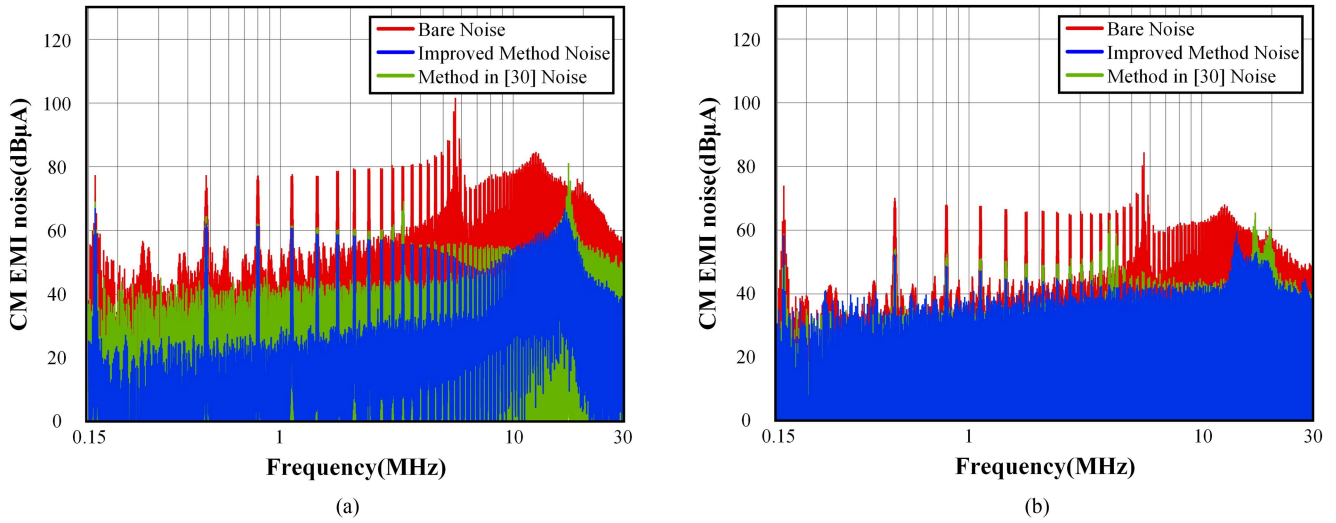 120
100
80
60
40
20
0
CM EMI noise(dBμA)
Bare Noise
Improved Method Noise
Method in [30] Noise
0.15
1
10
30
Frequency(MHz)
(a)
120
100
80
60
40
20
0
CM EMI noise(dBμA)
Bare Noise
Improved Method Noise
Method in [30] Noise
0.15
1
10
30
Frequency(MHz)
(b)